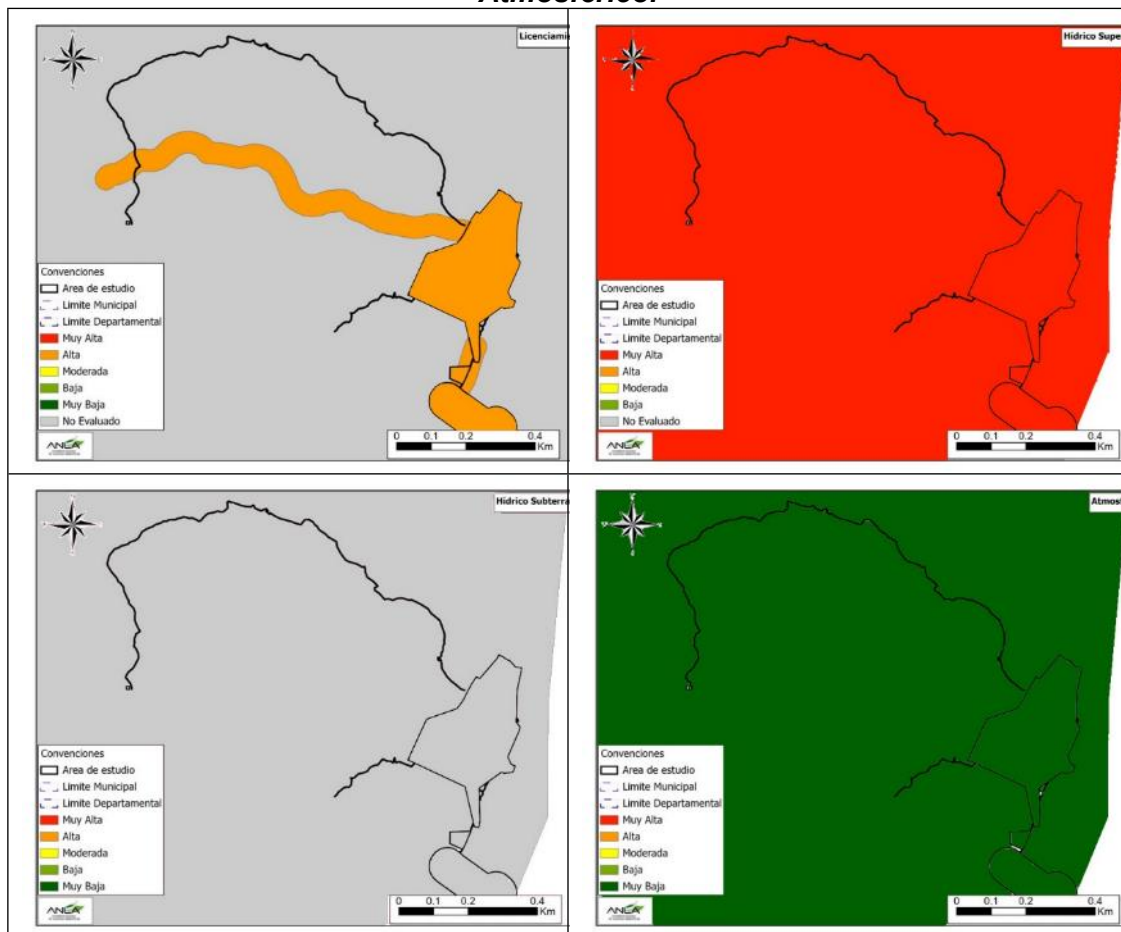 Licenciami
Convenciones
Area de estudio
Limite Municipal
Limite Departamental
Muy Alta
Alta
Moderada
Baja
Muy Baja
No Evaluado
ANLA
0 0.1 0.2 0.4
Km
Hídrico Supe
Convenciones
Area de estudio
Limite Municipal
Limite Departamental
Muy Alta
Alta
Moderada
Baja
ANLA
0 0.1 0.2 0.4
Km
Hídrico Subterra
Convenciones
Area de estudio
Limite Municipal
Limite Departamental
Muy Alta
Alta
Moderada
Baja
Muy Baja
ANLA
0 0.1 0.2 0.4
Km
Atmosf
Convenciones
Area de estudio
Limite Municipal
Limite Departamental
Muy Alta
Alta
Moderada
Baja
Muy Baja
ANLA
0 0.1 0.2 0.4
Km